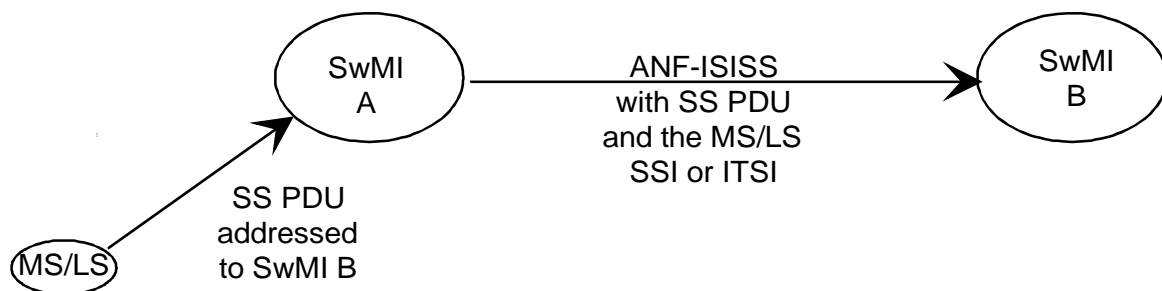 SwMI
A
ANF-ISISS
with SS PDU
and the MS/LS
SSI or ITSI
SwMI
B
SS PDU
addressed
to SwMI B
MS/LS